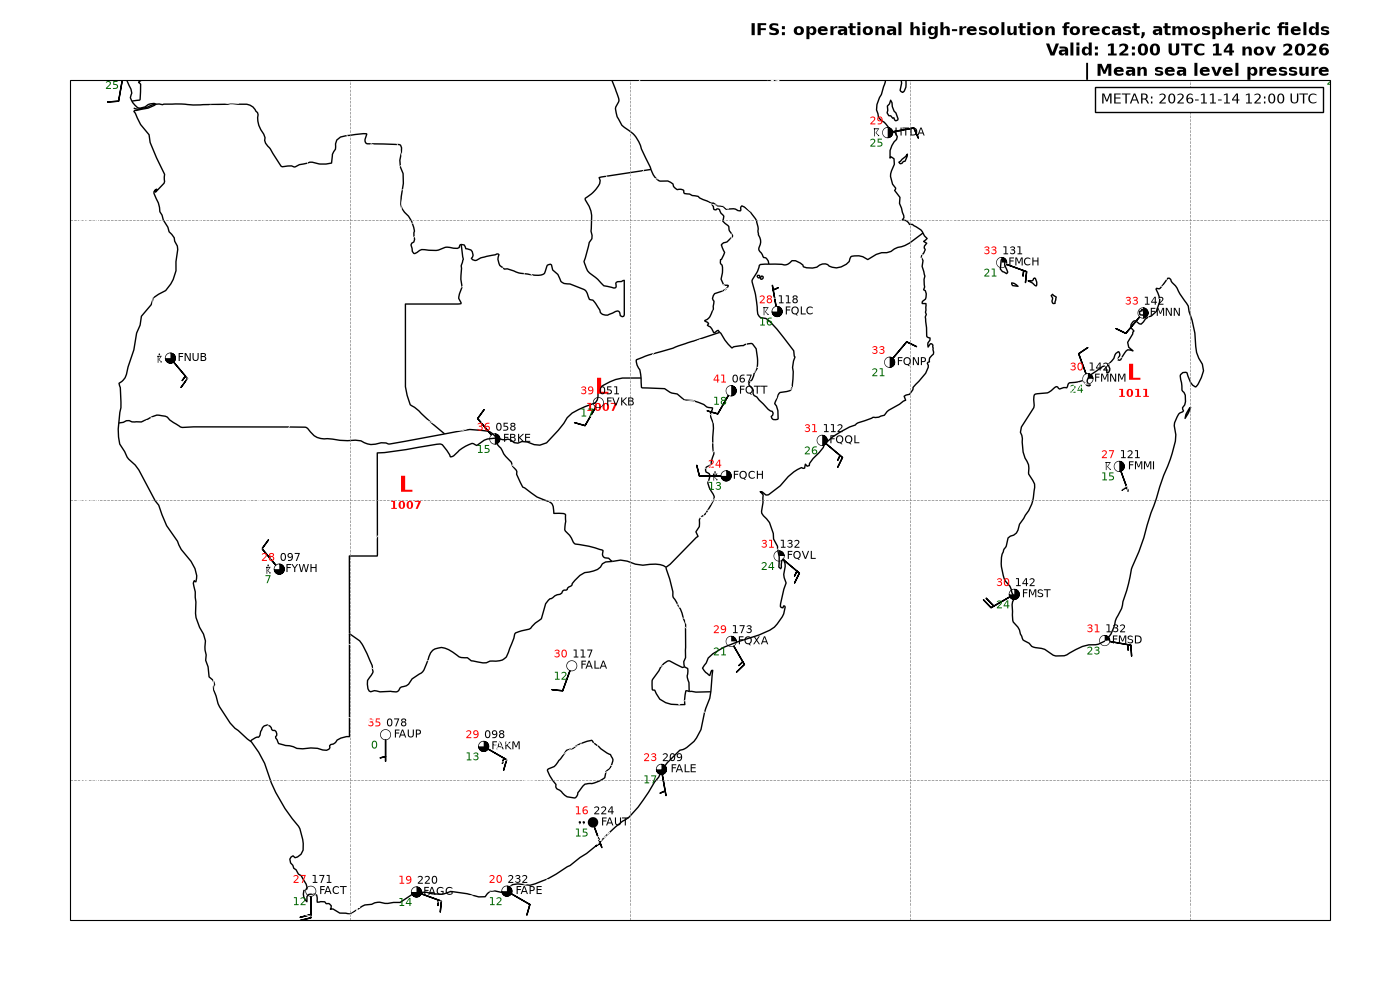 IFS: operational high-resolution forecast, atmospheric fields
Valid: 12:00 UTC 14 nov 2026
| Mean sea level pressure
METAR: 2026-11-14 12:00 UTC
25
29
HTDA
25
33 131
FMCH
21
28 118
FQLC
16
33 142
FMNN
FNUB
33
FQNP
21
30 142
FMNM
24
L
1011
41 067
FQTT
18
39 051
FVKB
L
1007
058
FBKE
15
31 112
FQQL
26
24
FQCH
13
27 121
FMMI
15
L
1007
28 097
FYWH
7
31 132
FQVL
24
30 142
FMST
24
29 173
FQXA
21
31 132
FMSD
23
30 117
FALA
12
078
FAUP
0
29 098
FAKM
13
23 209
FALE
17
16 224
FAUT
15
27 171
FACT
12
19 220
FAGG
14
20 232
FAPE
12